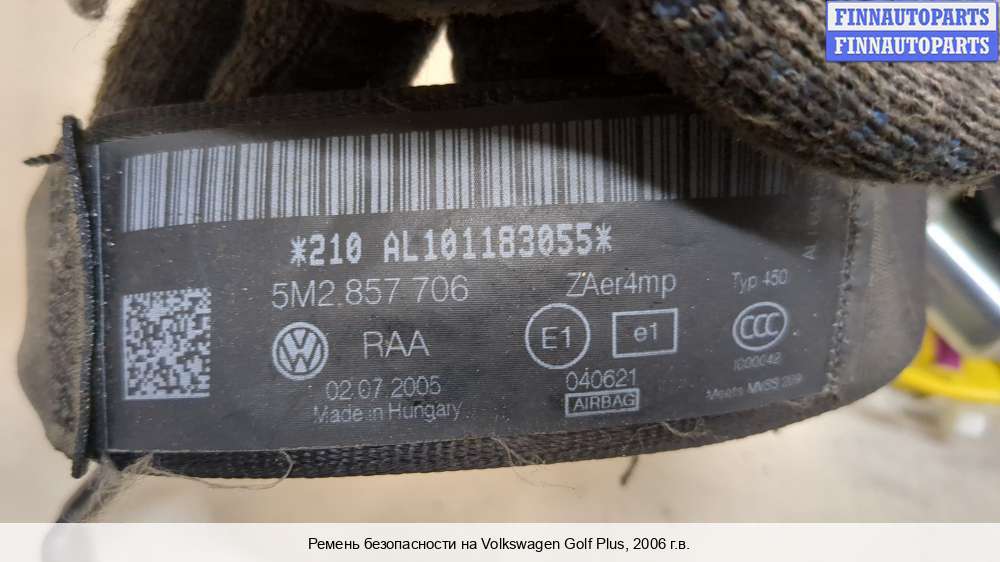 FINNAUTOPARTS
FINNAUTOPARTS
*210 AL101183055*
5M2 857 706
ZAer4mp
Typ 450
RAA
E1
e1
CCC
02.07.2005
040621
Made in Hungary
AIRBAG
Meets MVSS 209
Ремень безопасности на Volkswagen Golf Plus, 2006 г.в.